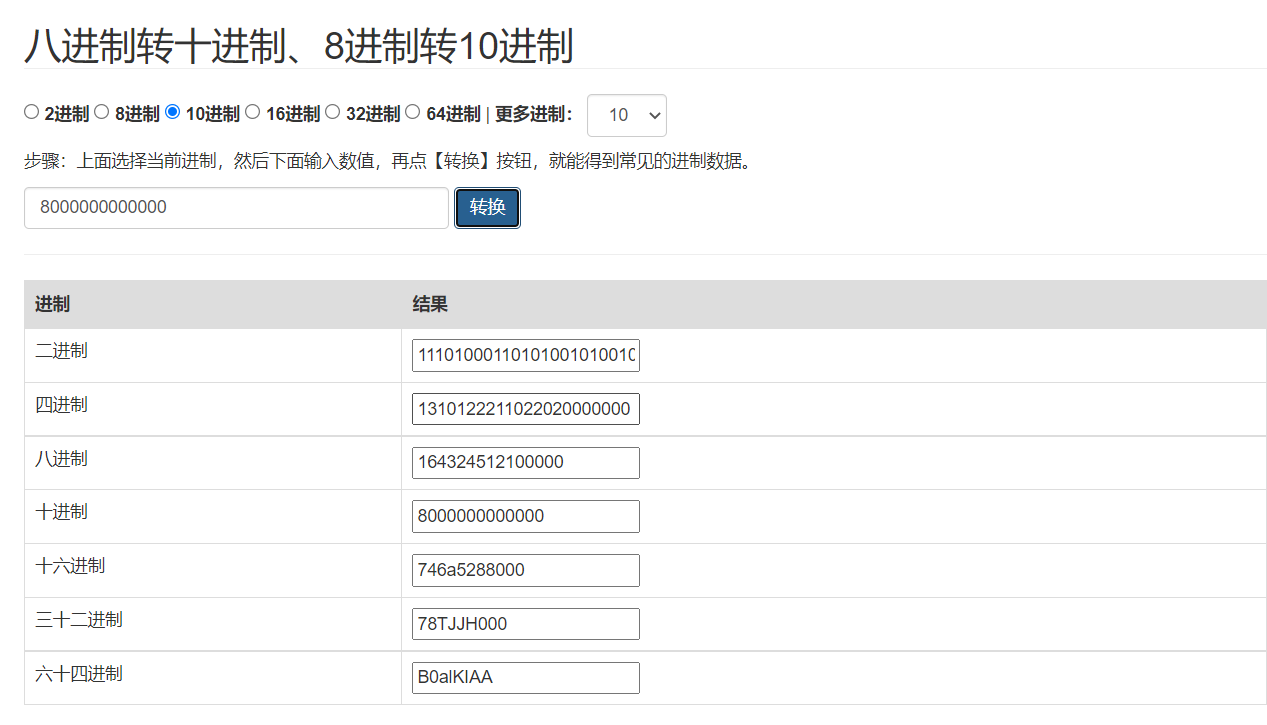 八进制转十进制、8进制转10进制
2进制 8进制 10进制 16进制 32进制 64进制 | 更多进制： 10
步骤：上面选择当前进制，然后下面输入数值，再点【转换】按钮，就能得到常见的进制数据。
8000000000000 转换
进制 结果
二进制 1110100011010100101001010
四进制 1310122211022020000000
八进制 164324512100000
十进制 8000000000000
十六进制 746a5288000
三十二进制 78TJJH000
六十四进制 B0alKIAA